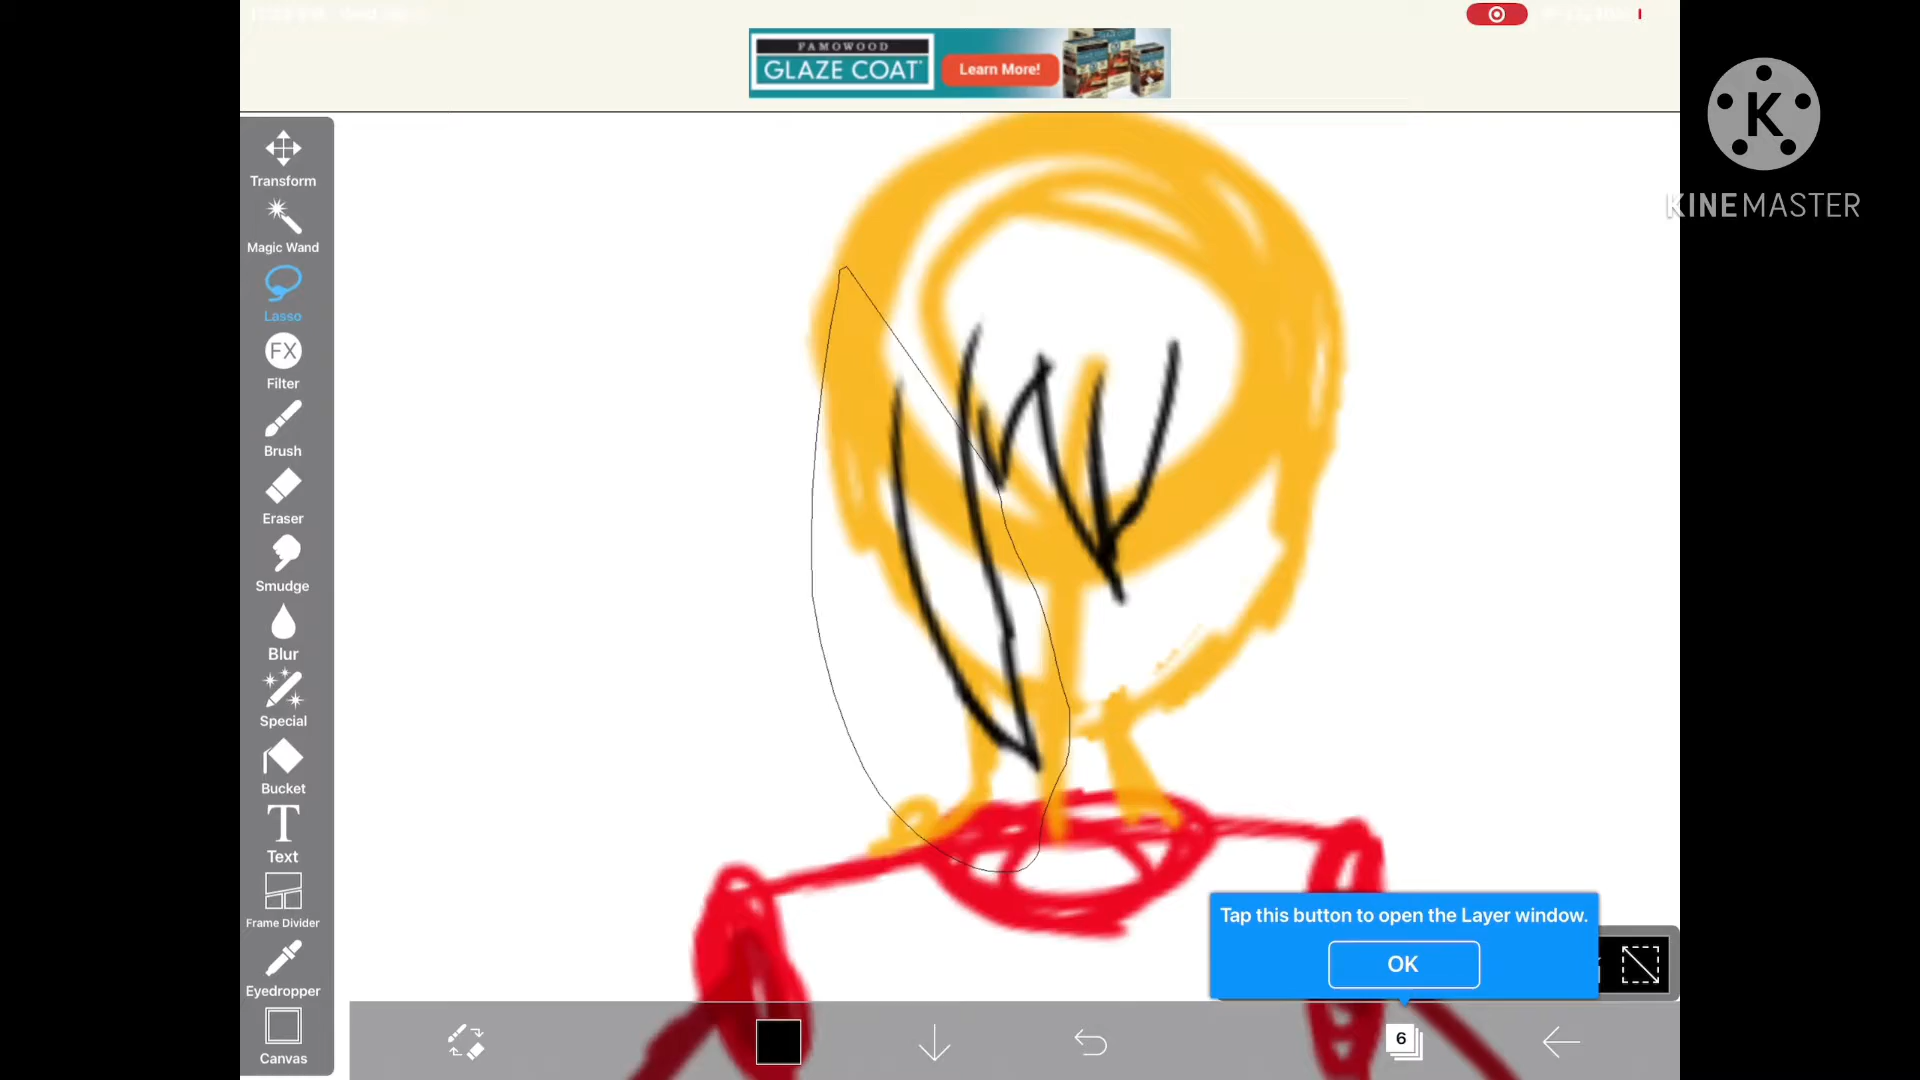 FAMOWOOD
GLAZE COAT
Learn More!
K
KINEMASTER
Transform
Magic Wand
Lasso
FX
Filter
Brush
Eraser
Smudge
Blur
Special
Bucket
T
Text
Frame Divider
Eyedropper
Canvas
Tap this button to open the Layer window.
OK
6